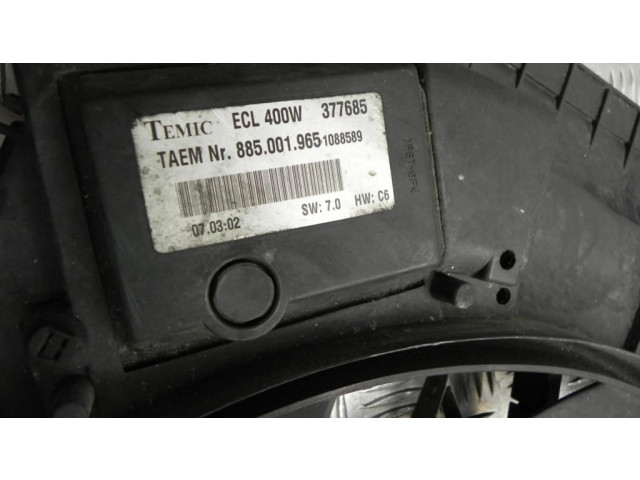 TEMIC ECL 400W 377685
TAEM Nr. 885.001.965 1088589
07.03-02 SW: 7.0 HW: C6